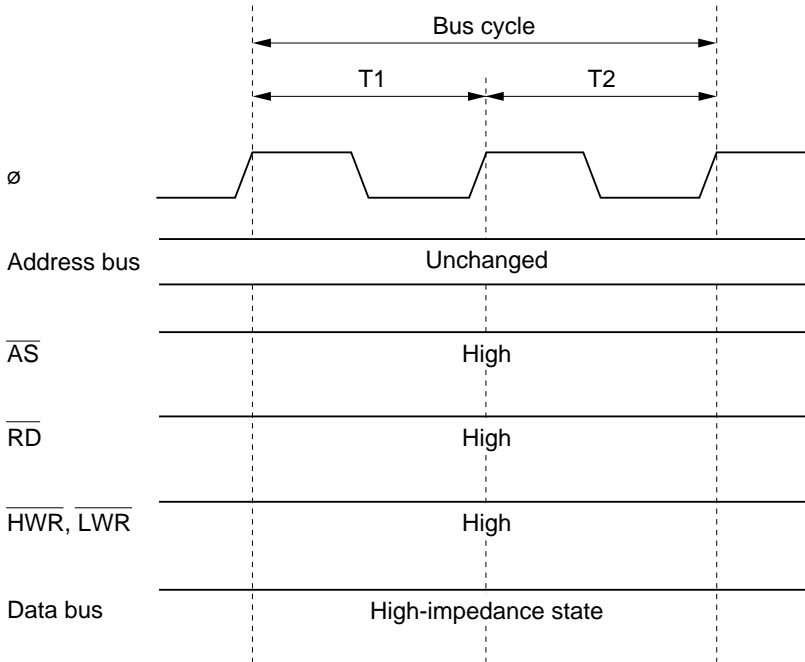 Bus cycle
T1 T2
ø
Address bus Unchanged
AS High
RD High
HWR, LWR High
Data bus High-impedance state